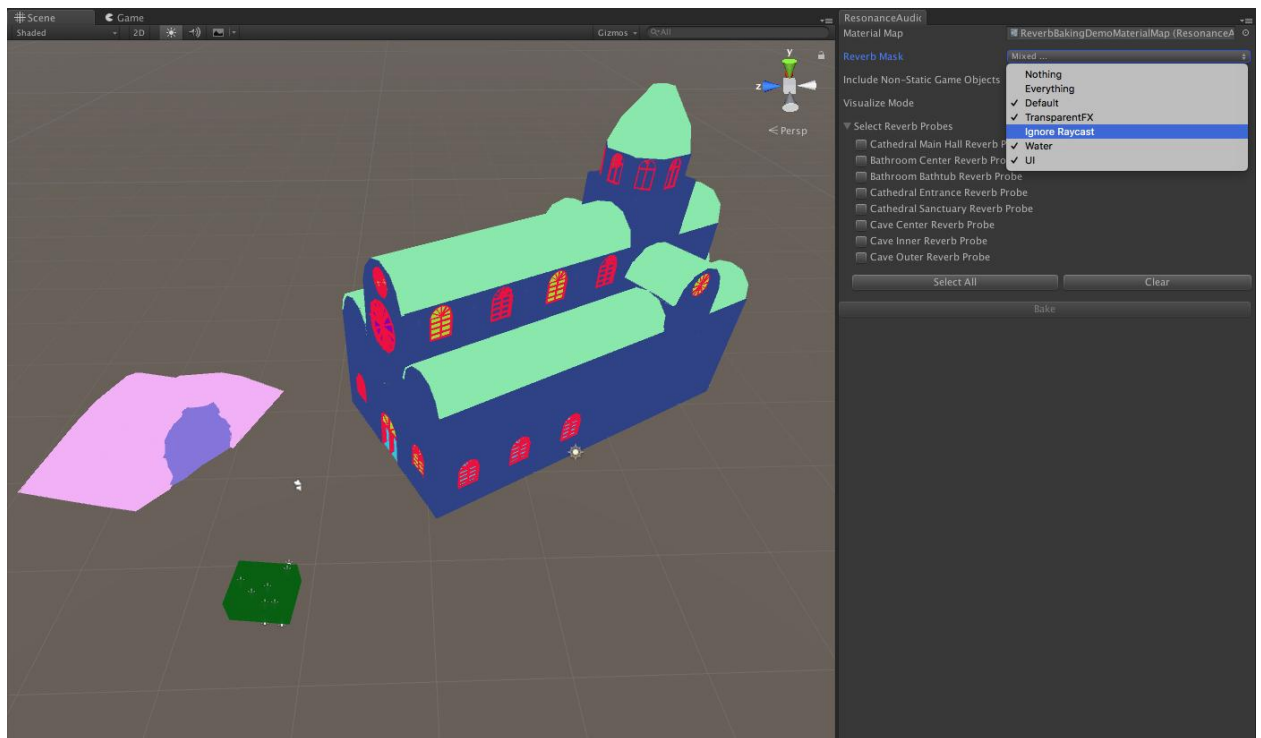 Scene
Game
Shaded
2D
Gizmos
All
y
z
Persp
ResonanceAudic
Material Map
ReverbBakingDemoMaterialMap (ResonanceA
Reverb Mask
Mixed ...
Nothing
Everything
Include Non-Static Game Objects
Default
Visualize Mode
TransparentFX
Ignore Raycast
Select Reverb Probes
Water
Cathedral Main Hall Reverb P
UI
Bathroom Center Reverb Pro
Bathroom Bathtub Reverb Probe
Cathedral Entrance Reverb Probe
Cathedral Sanctuary Reverb Probe
Cave Center Reverb Probe
Cave Inner Reverb Probe
Cave Outer Reverb Probe
Select All
Clear
Bake